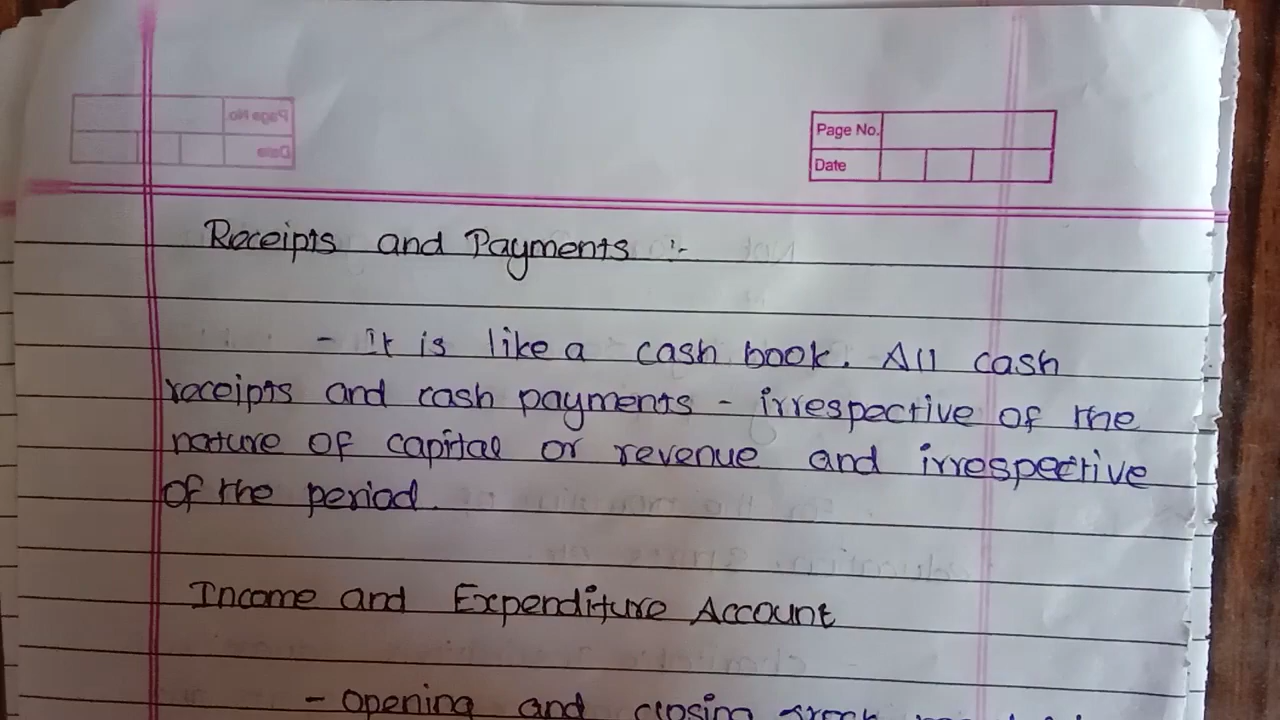 Page No.
Date
Receipts and Payments :-
- It is like a cash book. All cash
receipts and cash payments - irrespective of the
nature of capital or revenue and irrespective
of the period.
Income and Expenditure Account
- opening and closing stock